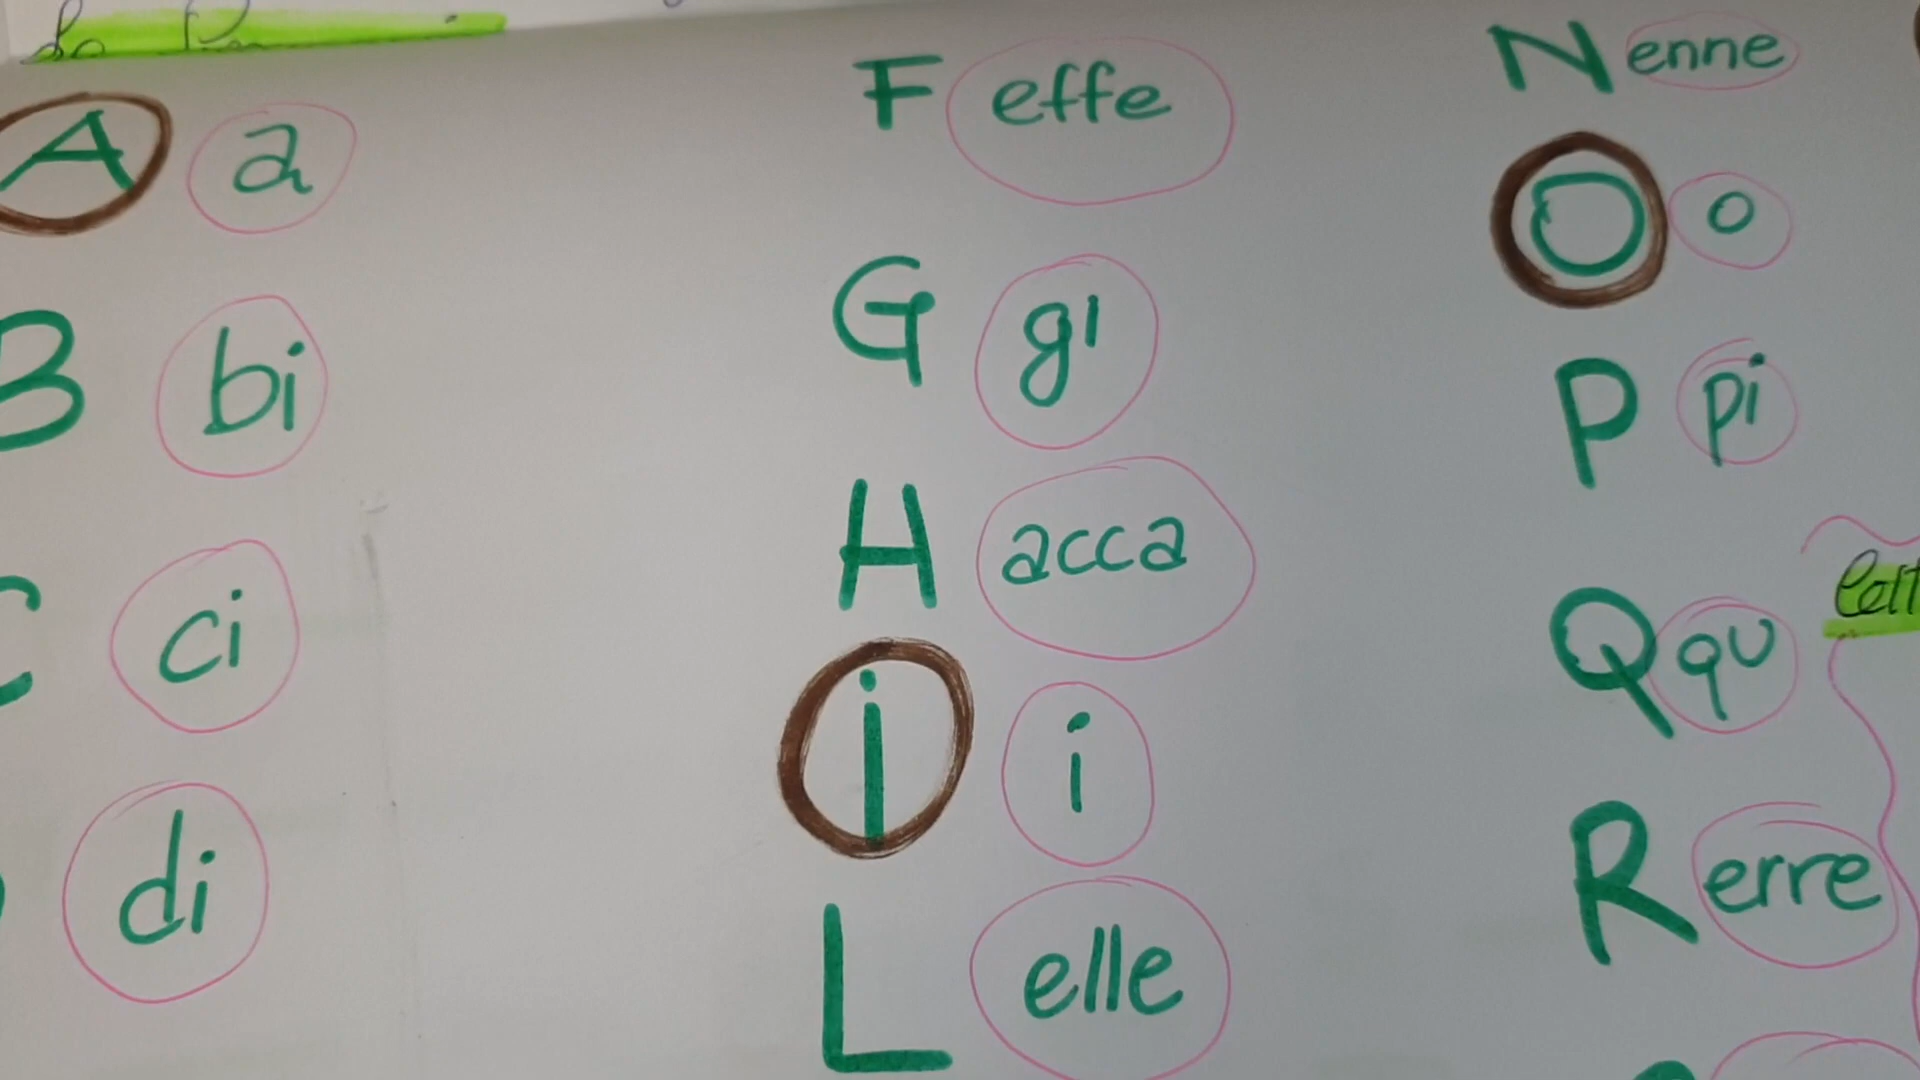 A a
B bi
C ci
di
F effe
G gi
H acca
i i
L elle
N enne
O o
P pi
Q qu
R erre